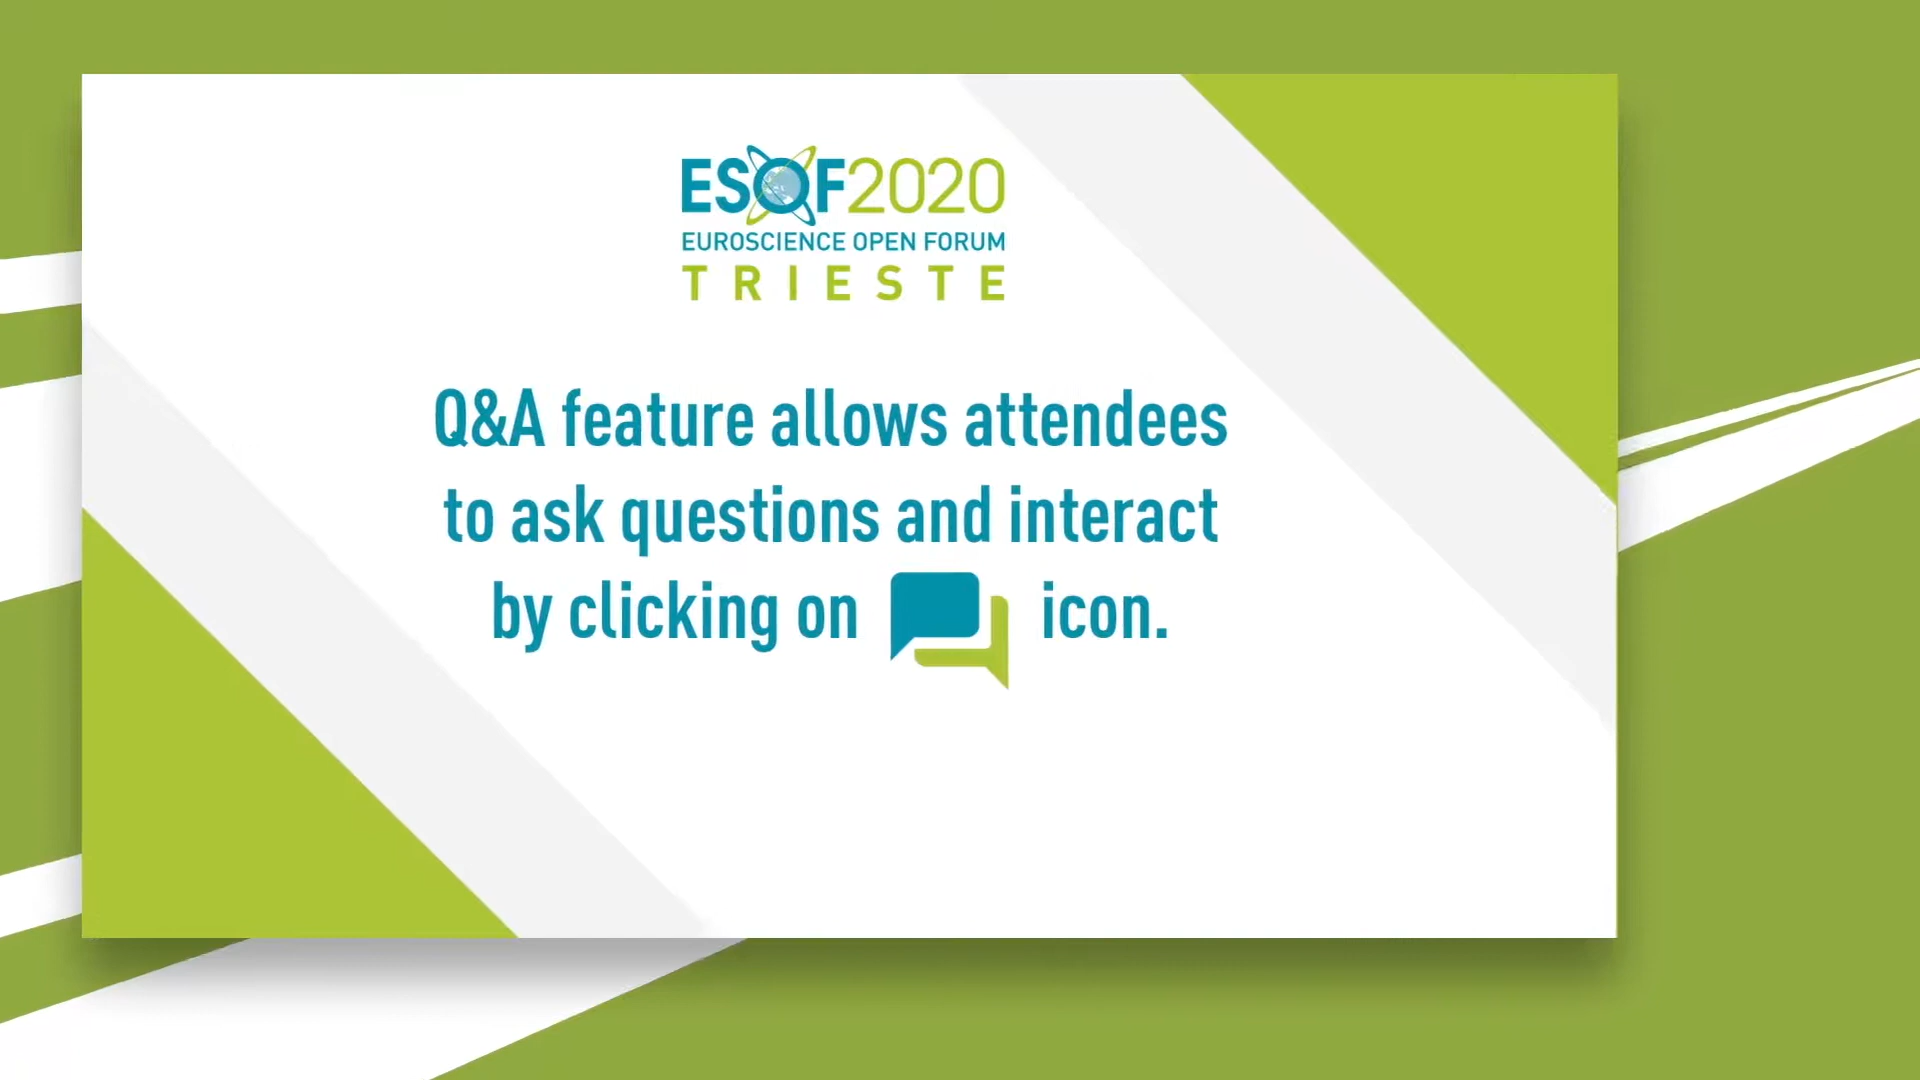 ESOF2020
EUROSCIENCE OPEN FORUM
TRIESTE
Q&A feature allows attendees
to ask questions and interact
by clicking on icon.